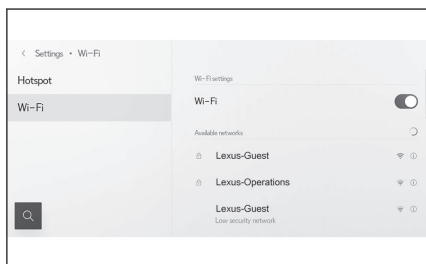 Settings • Wi-Fi
Hotspot
Wi-Fi
Wi-Fi settings
Wi-Fi
Available networks
Lexus-Guest
Lexus-Operations
Lexus-Guest
Low security network